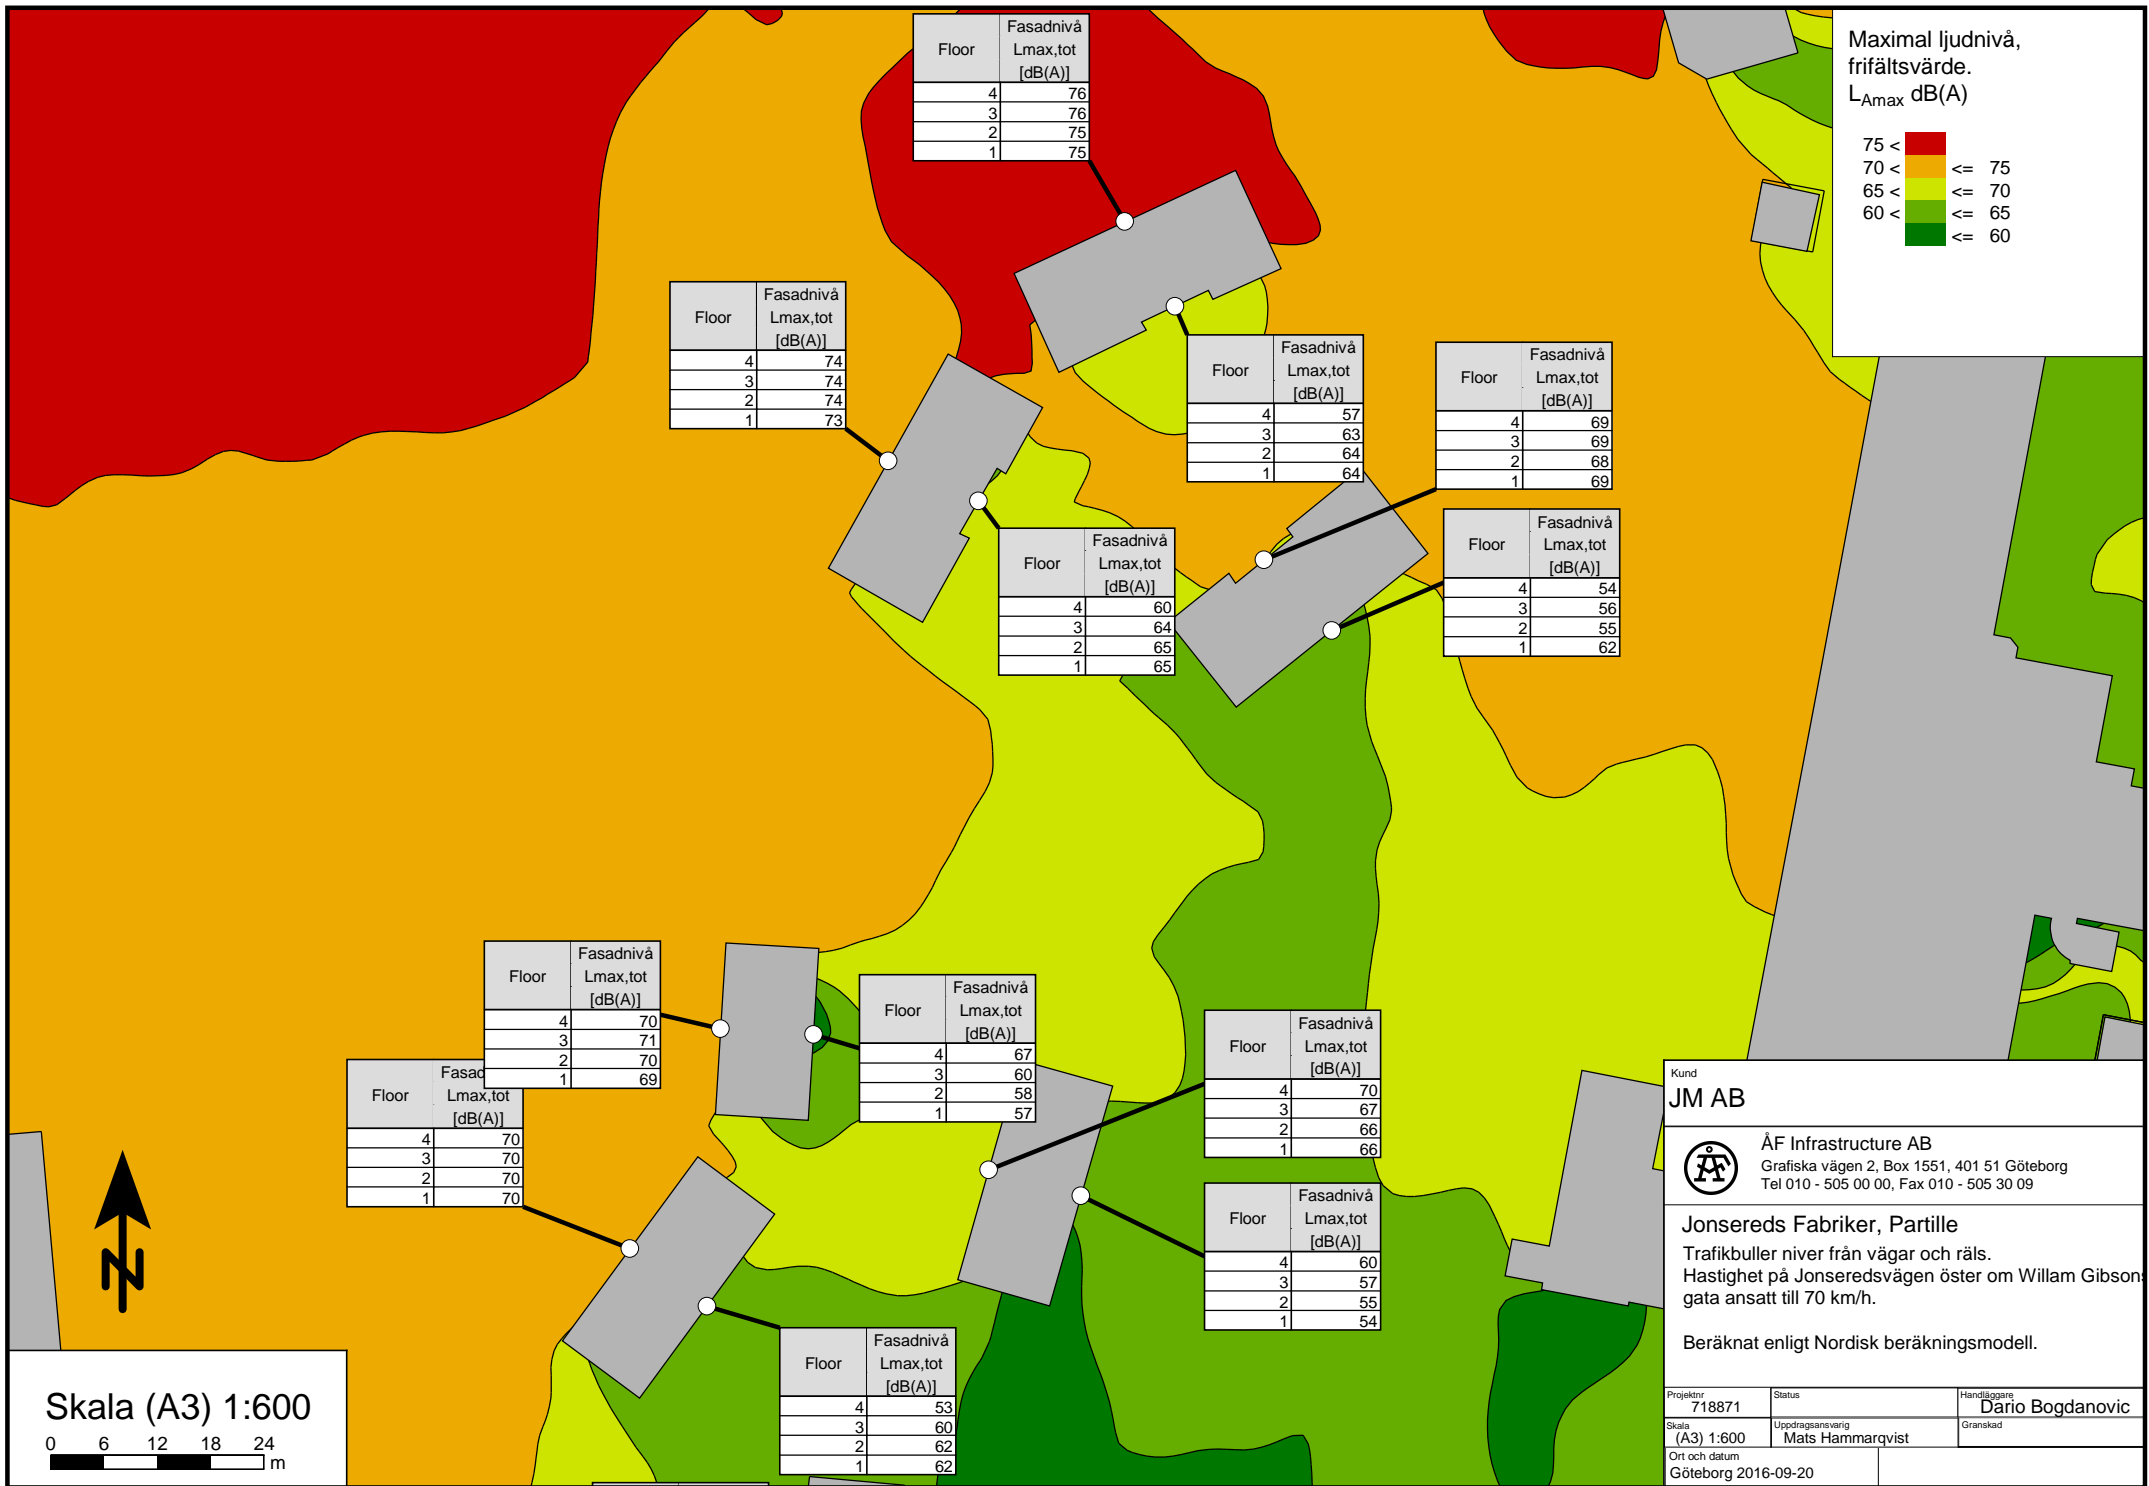 Floor
Fasadnivå
Lmax,tot
[dB(A)]
4 76
3 76
2 75
1 75
Maximal ljudnivå,
frifältsvärde.
LAmax dB(A)
75 <
70 < <= 75
65 < <= 70
60 < <= 65
<= 60
Floor
Fasadnivå
Lmax,tot
[dB(A)]
4 74
3 74
2 74
1 73
Floor
Fasadnivå
Lmax,tot
[dB(A)]
4 57
3 63
2 64
1 64
Floor
Fasadnivå
Lmax,tot
[dB(A)]
4 69
3 69
2 68
1 69
Floor
Fasadnivå
Lmax,tot
[dB(A)]
4 60
3 64
2 65
1 65
Floor
Fasadnivå
Lmax,tot
[dB(A)]
4 54
3 56
2 55
1 62
Floor
Fasadnivå
Lmax,tot
[dB(A)]
4 70
3 71
2 70
1 69
Floor
Fasad
Lmax,tot
[dB(A)]
4 70
3 70
2 70
1 70
Floor
Fasadnivå
Lmax,tot
[dB(A)]
4 67
3 60
2 58
1 57
Floor
Fasadnivå
Lmax,tot
[dB(A)]
4 70
3 67
2 66
1 66
Floor
Fasadnivå
Lmax,tot
[dB(A)]
4 60
3 57
2 55
1 54
Floor
Fasadnivå
Lmax,tot
[dB(A)]
4 53
3 60
2 62
1 62
N
Skala (A3) 1:600
0 6 12 18 24
m
Kund
JM AB
ÅF
ÅF Infrastructure AB
Grafiska vägen 2, Box 1551, 401 51 Göteborg
Tel 010 - 505 00 00, Fax 010 - 505 30 09
Jonsereds Fabriker, Partille
Trafikbuller niver från vägar och räls.
Hastighet på Jonseredsvägen öster om Willam Gibsons
gata ansatt till 70 km/h.
Beräknat enligt Nordisk beräkningsmodell.
Projektnr
718871
Status
Handläggare
Dario Bogdanovic
Skala
(A3) 1:600
Uppdragsansvarig
Mats Hammarqvist
Granskad
Ort och datum
Göteborg 2016-09-20